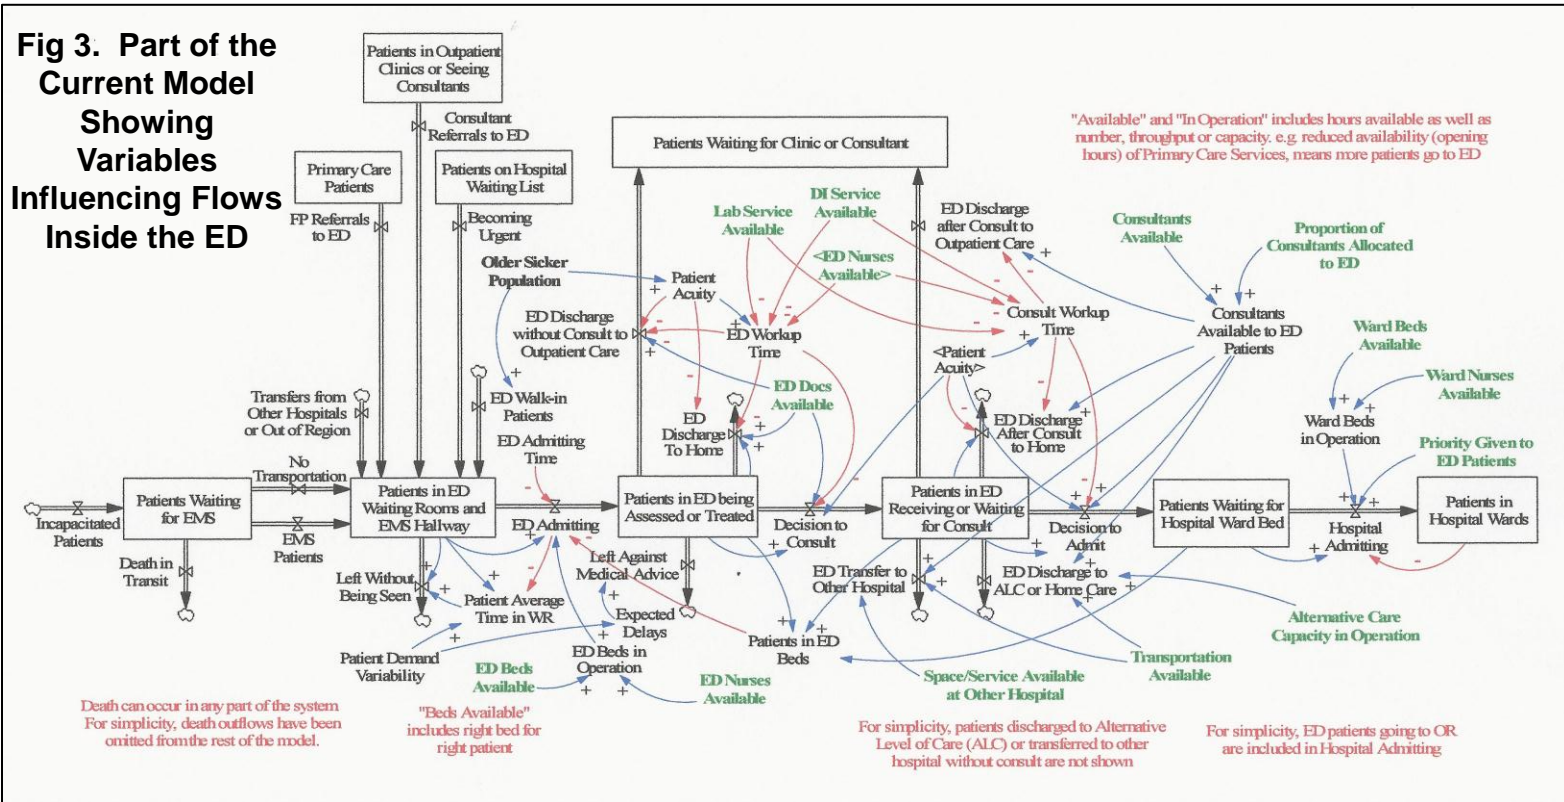 Fig 3.  Part of the
Current Model
Showing
Variables
Influencing Flows
Inside the ED
Patients in Outpatient
Clinics or Seeing
Consultants
Consultant
Referrals to ED
Primary Care
Patients
Patients on Hospital
Waiting List
FP Referrals
to ED
Becoming
Urgent
Patients Waiting for Clinic or Consultant
"Available" and "In Operation" includes hours available as well as
number, throughput or capacity. e.g. reduced availability (opening
hours) of Primary Care Services, means more patients go to ED
Older Sicker
Population
Patient
Acuity
Lab Service
Available
DI Service
Available
<ED Nurses
Available>
ED Discharge
after Consult to
Outpatient Care
Consultants
Available
Proportion of
Consultants Allocated
to ED
ED Discharge
without Consult to
Outpatient Care
ED Workup
Time
Consult Workup
Time
Consultants
Available to ED
Patients
Ward Beds
Available
<Patient
Acuity>
Ward Nurses
Available
Transfers from
Other Hospitals
or Out of Region
ED Walk-in
Patients
ED Docs
Available
ED
Discharge
To Home
ED Discharge
After Consult
to Home
Ward Beds
in Operation
ED Admitting
Time
Priority Given to
ED Patients
No
Transportation
Incapacitated
Patients
Patients Waiting
for EMS
EMS
Patients
Patients in ED
Waiting Rooms and
EMS Hallway
ED Admitting
Patients in ED being
Assessed or Treated
Decision to
Consult
Patients in ED
Receiving or Waiting
for Consult
Decision to
Admit
Patients Waiting for
Hospital Ward Bed
Hospital
Admitting
Patients in
Hospital Wards
Death in
Transit
Left Without
Being Seen
Patient Average
Time in WR
Left Against
Medical Advice
Expected
Delays
ED Transfer to
Other Hospital
ED Discharge to
ALC or Home Care
Patient Demand
Variability
ED Beds in
Operation
Patients in ED
Beds
Alternative Care
Capacity in Operation
ED Beds
Available
ED Nurses
Available
Space/Service Available
at Other Hospital
Transportation
Available
Death can occur in any part of the system
For simplicity, death outflows have been
omitted from the rest of the model.
"Beds Available"
includes right bed for
right patient
For simplicity, patients discharged to Alternative
Level of Care (ALC) or transferred to other
hospital without consult are not shown
For simplicity, ED patients going to OR
are included in Hospital Admitting